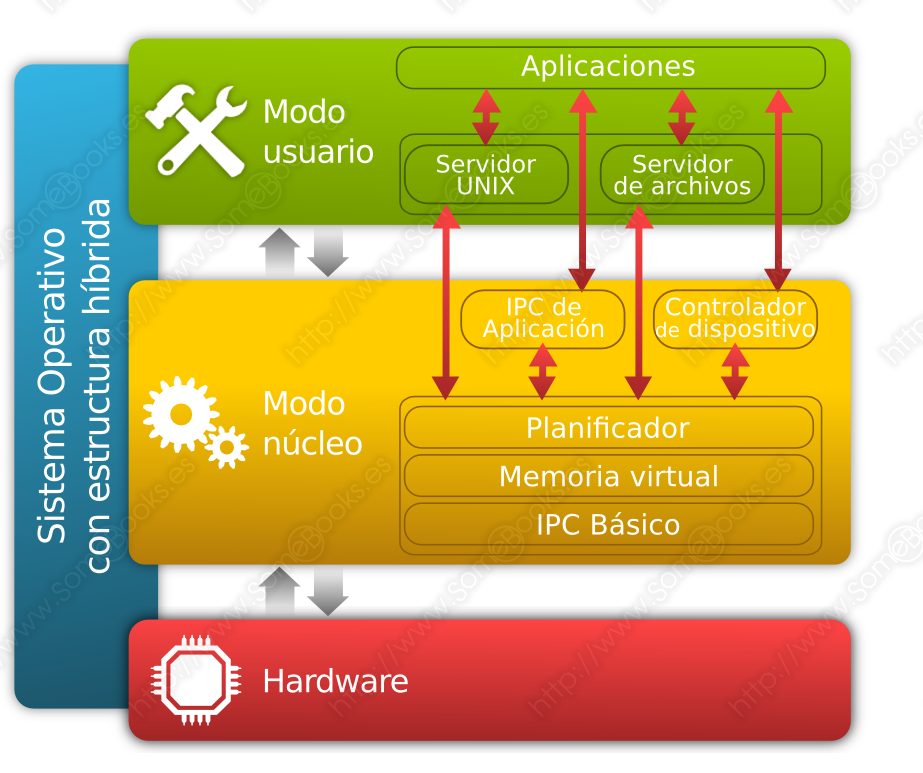 Sistema Operativo
con estructura híbrida
Modo
usuario
Aplicaciones
Servidor
UNIX
Servidor
de archivos
Modo
núcleo
IPC de
Aplicación
Controlador
de dispositivo
Planificador
Memoria virtual
IPC Básico
Hardware
http://www.SomeBooks.es